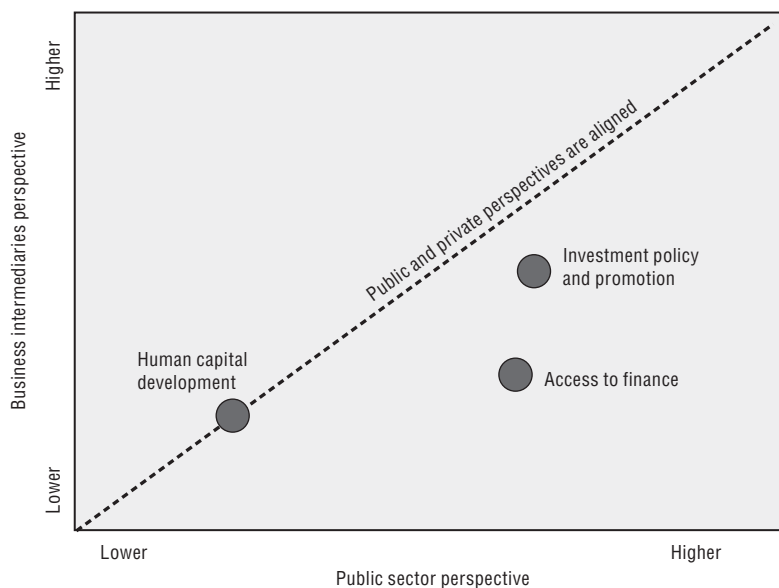 Higher
Business intermediaries perspective
Lower
Public and private perspectives are aligned
Investment policy
and promotion
Human capital
development
Access to finance
Lower
Higher
Public sector perspective